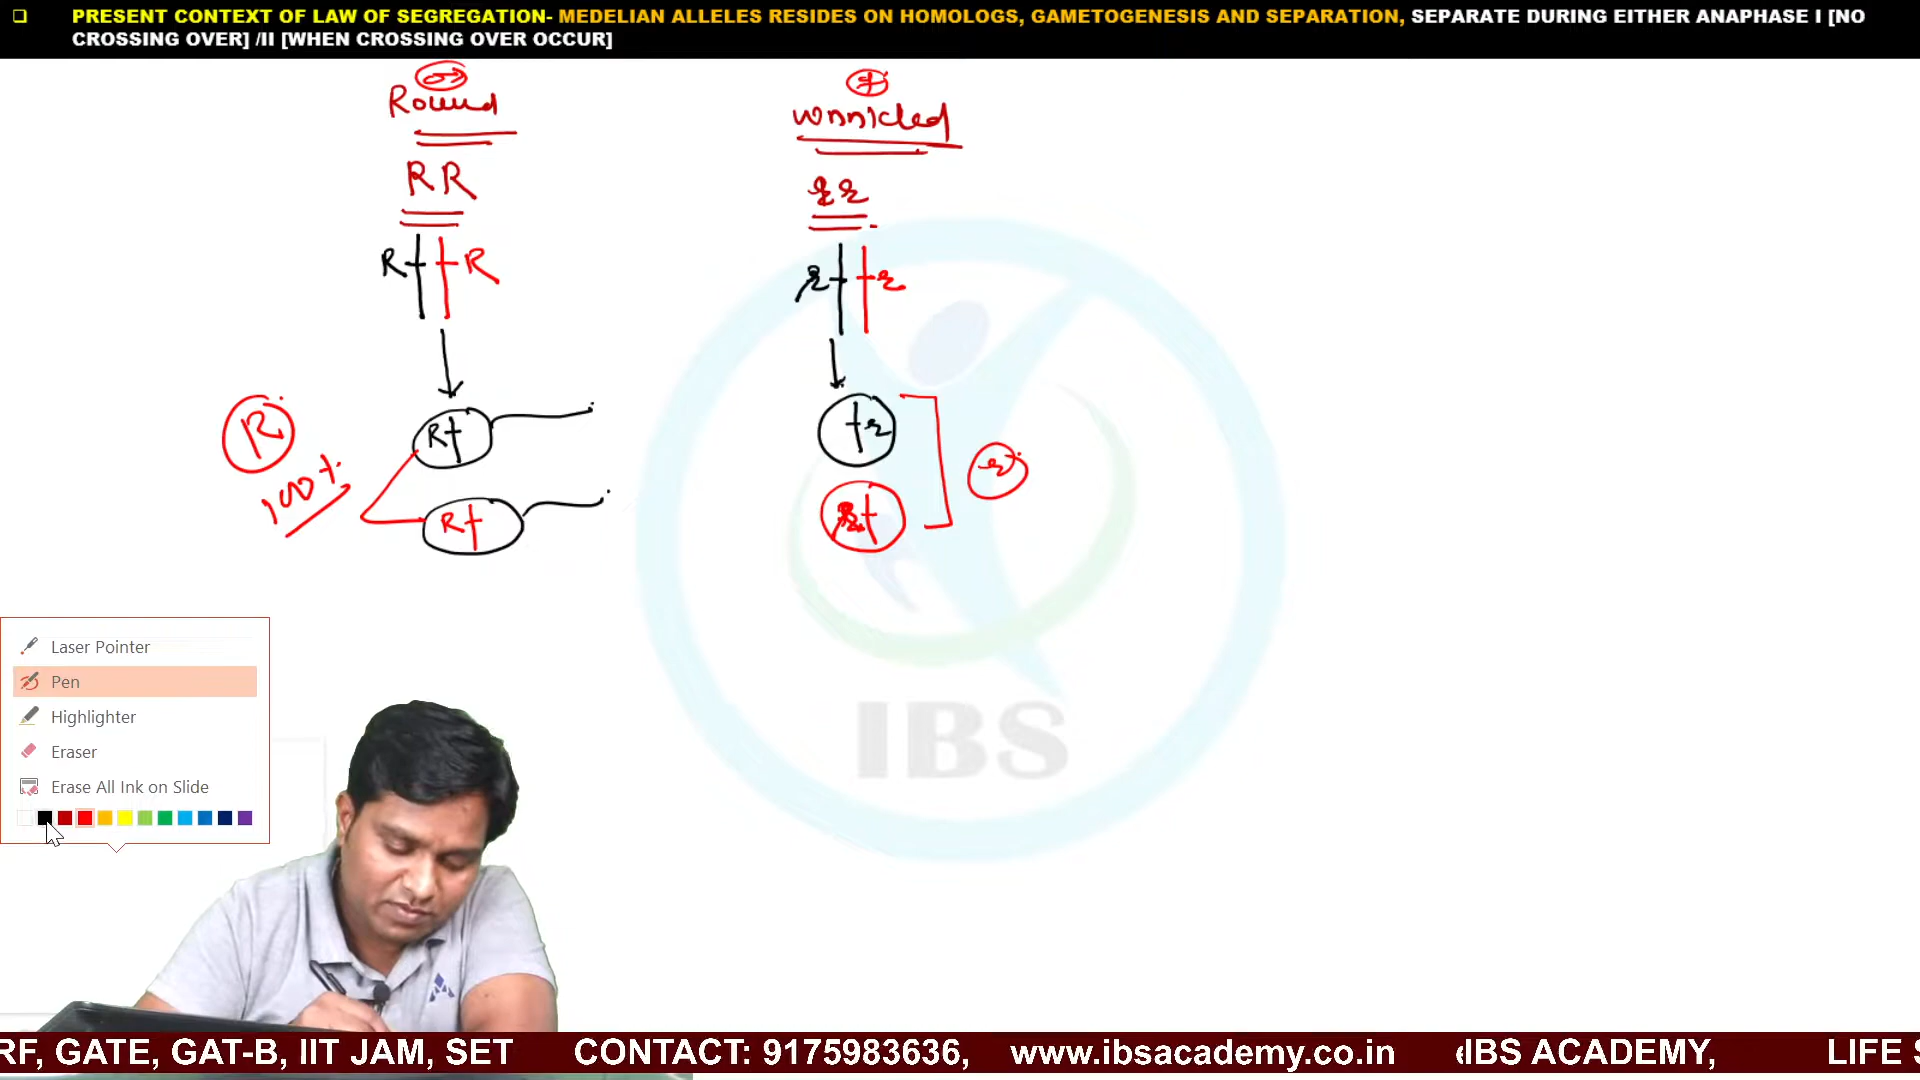 PRESENT CONTEXT OF LAW OF SEGREGATION- MEDELIAN ALLELES RESIDES ON HOMOLOGS, GAMETOGENESIS AND SEPARATION, SEPARATE DURING EITHER ANAPHASE I [NO
CROSSING OVER] /II [WHEN CROSSING OVER OCCUR]
Round
RR
R R
R
100%
R
R
rr
r r
r
r
r
Laser Pointer
Pen
Highlighter
Eraser
Erase All Ink on Slide
IBS
RF, GATE, GAT-B, IIT JAM, SET CONTACT: 9175983636, www.ibsacademy.co.in IBS ACADEMY, LIFE S